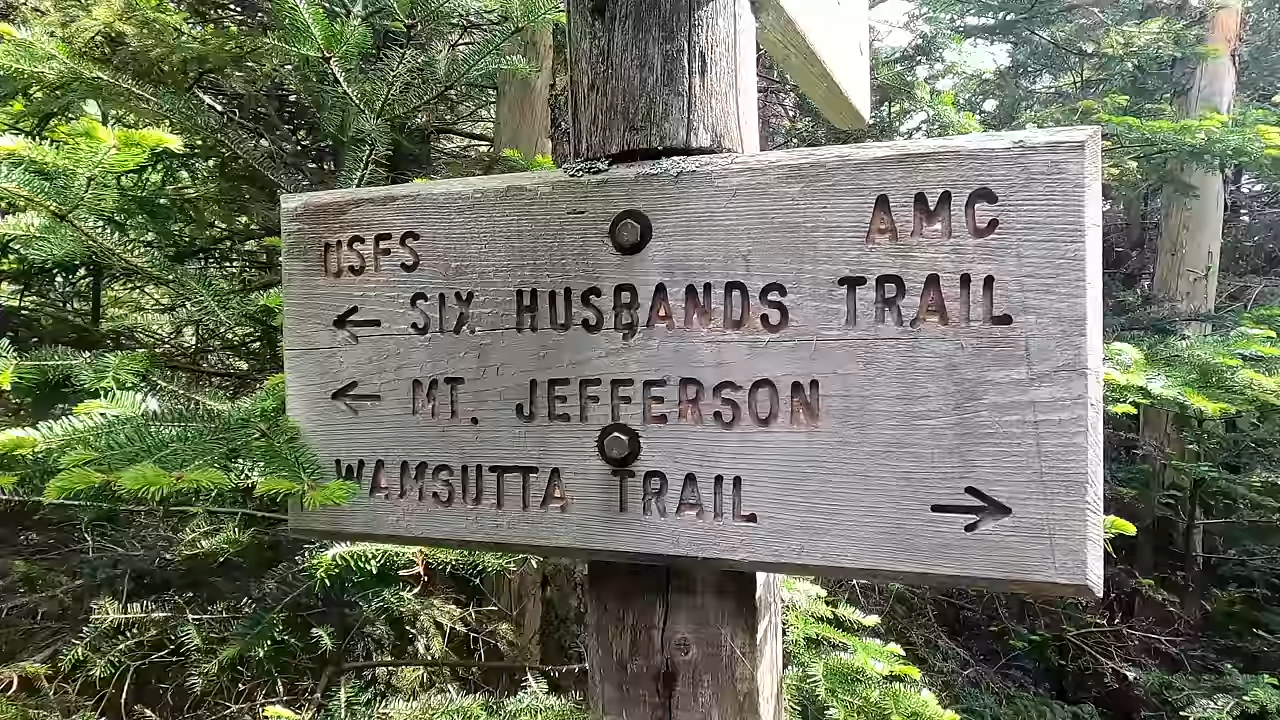 USFS AMC
← SIX HUSBANDS TRAIL
← MT. JEFFERSON
WAMSUTTA TRAIL →